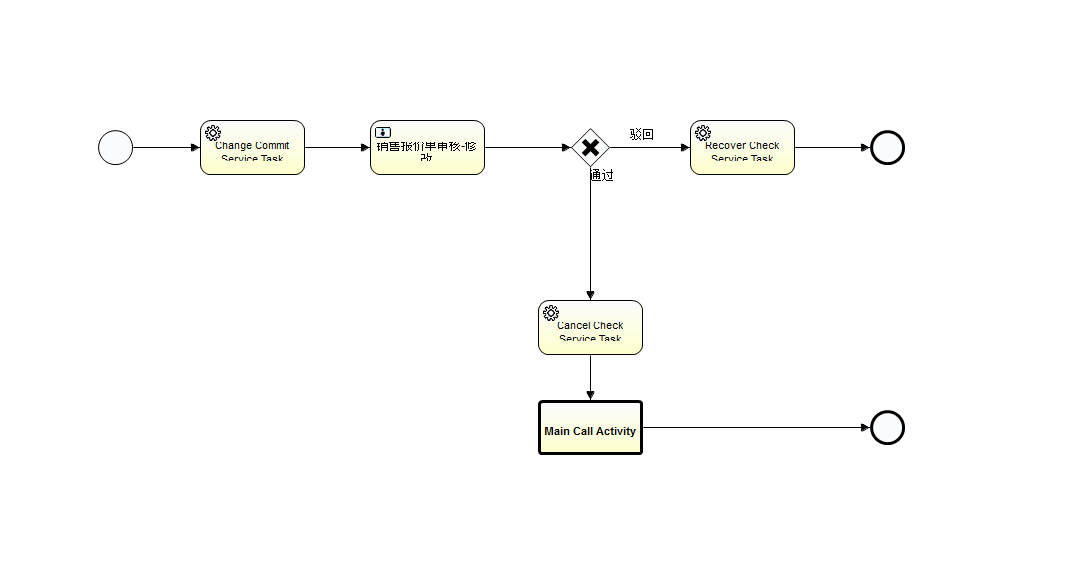 Change Commit
Service Task
销售报价单审核-修
改
驳回
Recover Check
Service Task
通过
Cancel Check
Service Task
Main Call Activity